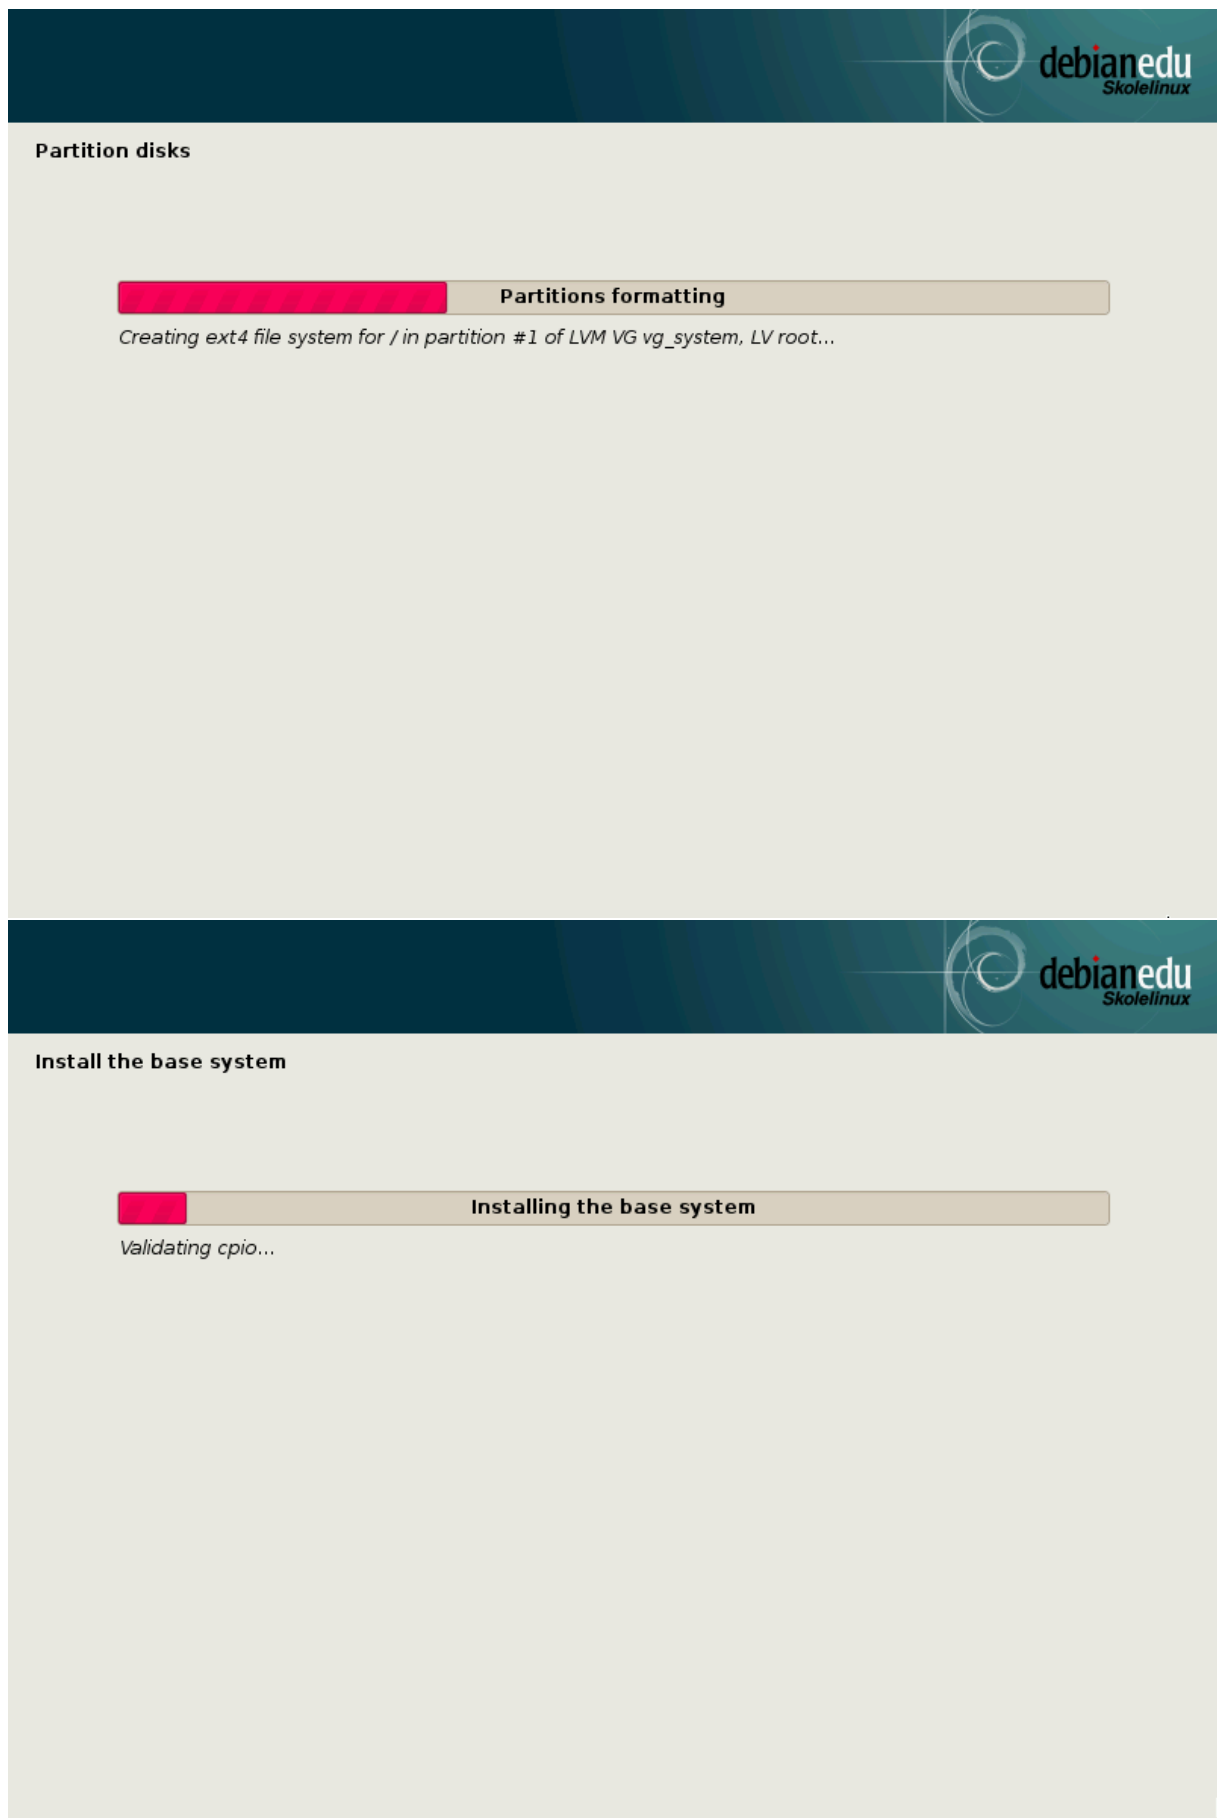 debianedu
Skolelinux
Partition disks
Partitions formatting
Creating ext4 file system for / in partition #1 of LVM VG vg_system, LV root...
debianedu
Skolelinux
Install the base system
Installing the base system
Validating cpio...